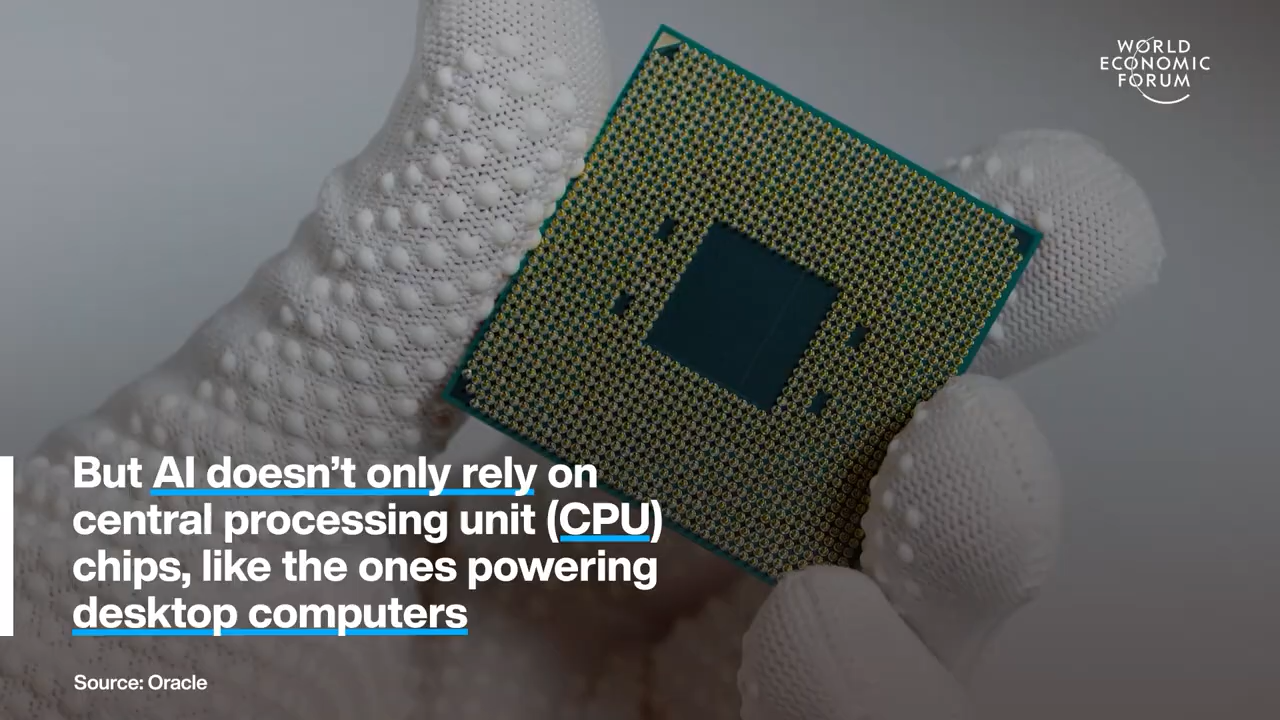 WORLD
ECONOMIC
FORUM
But AI doesn't only rely on
central processing unit (CPU)
chips, like the ones powering
desktop computers
Source: Oracle